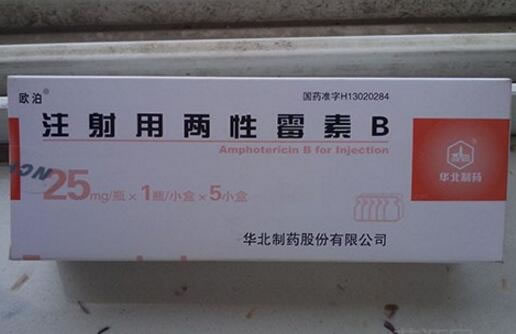 欧泊®
国药准字H13020284
注射用两性霉素B
Amphotericin B for Injection
25mg/瓶×1瓶/小盒×5小盒
华北制药
华北制药股份有限公司